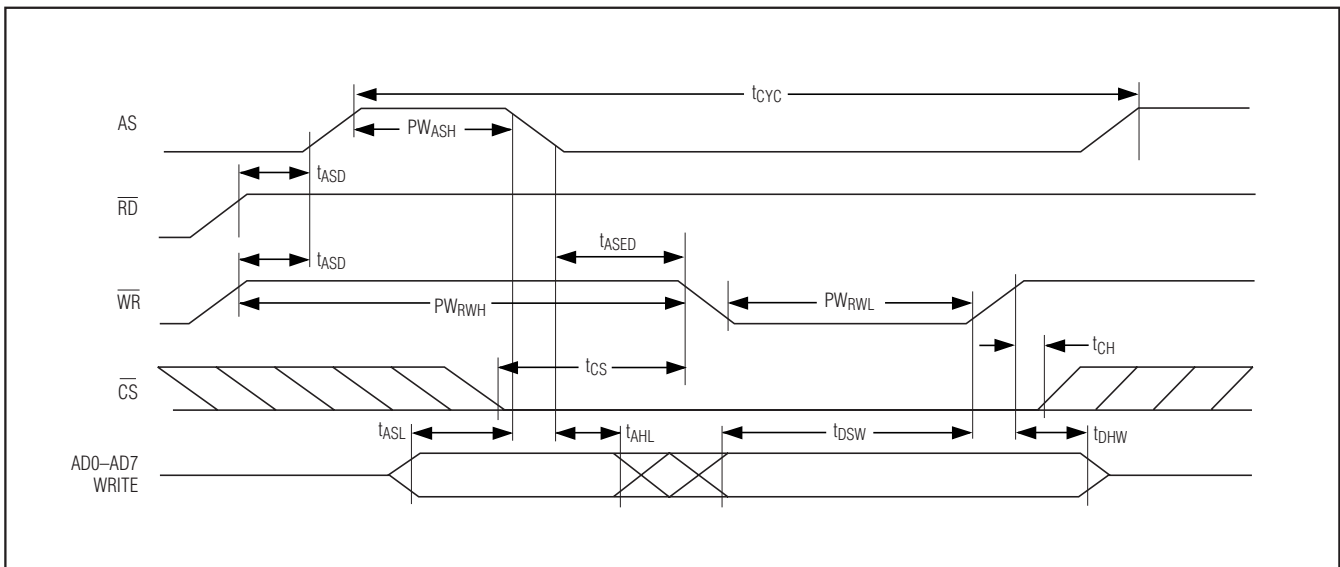 tCYC
AS
PWASH
tASD
RD
tASED
tASD
WR
PWRWH
PWRWL
tCH
tCS
CS
tASL
tAHL
tDSW
tDHW
AD0–AD7
WRITE